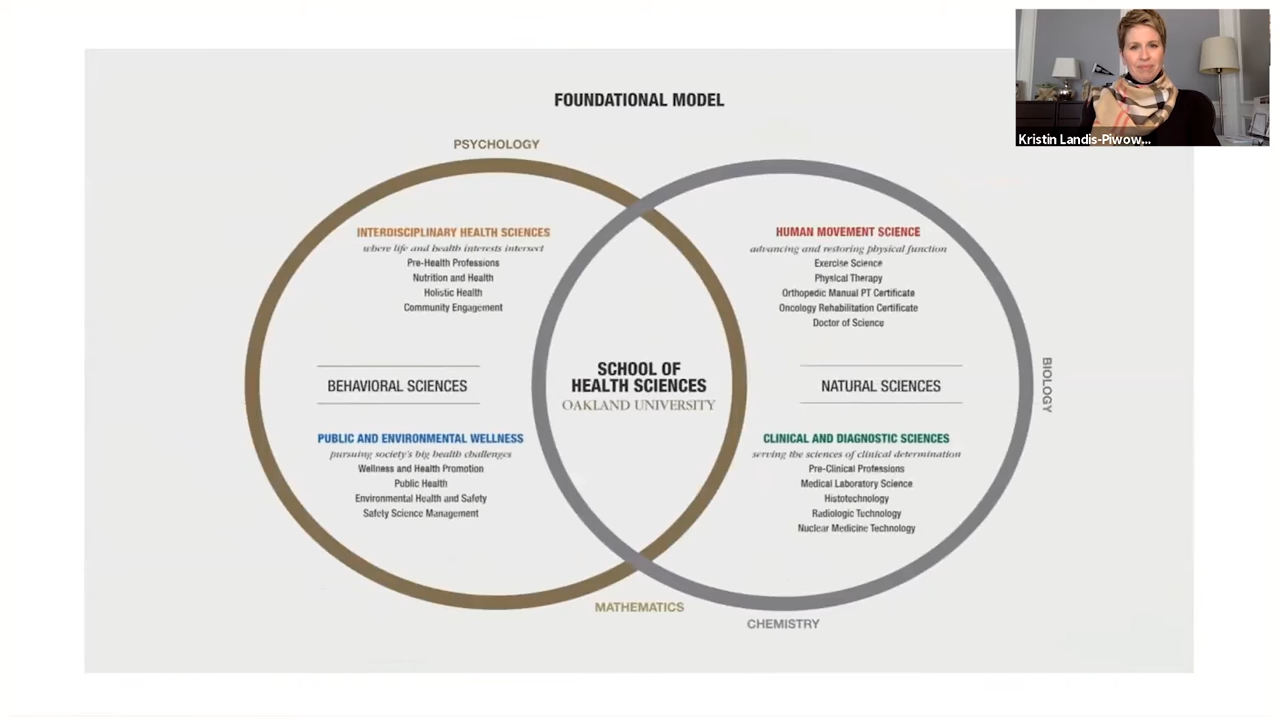 FOUNDATIONAL MODEL
Kristin Landis-Piwow...
PSYCHOLOGY
INTERDISCIPLINARY HEALTH SCIENCES
where life and health interests intersect
Pre-Health Professions
Nutrition and Health
Holistic Health
Community Engagement
HUMAN MOVEMENT SCIENCE
advancing and restoring physical function
Exercise Science
Physical Therapy
Orthopedic Manual PT Certificate
Oncology Rehabilitation Certificate
Doctor of Science
BEHAVIORAL SCIENCES
SCHOOL OF
HEALTH SCIENCES
OAKLAND UNIVERSITY
NATURAL SCIENCES
BIOLOGY
PUBLIC AND ENVIRONMENTAL WELLNESS
pursuing society's big health challenges
Wellness and Health Promotion
Public Health
Environmental Health and Safety
Safety Science Management
CLINICAL AND DIAGNOSTIC SCIENCES
serving the sciences of clinical determination
Pre-Clinical Professions
Medical Laboratory Science
Histotechnology
Radiologic Technology
Nuclear Medicine Technology
MATHEMATICS
CHEMISTRY